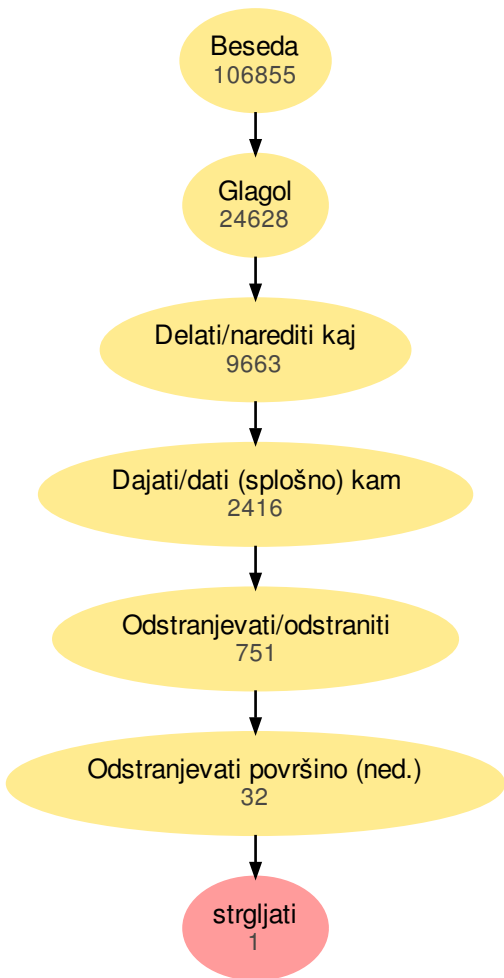 Beseda
106855
Glagol
24628
Delati/narediti kaj
9663
Dajati/dati (splošno) kam
2416
Odstranjevati/odstraniti
751
Odstranjevati površino (ned.)
32
strgljati
1